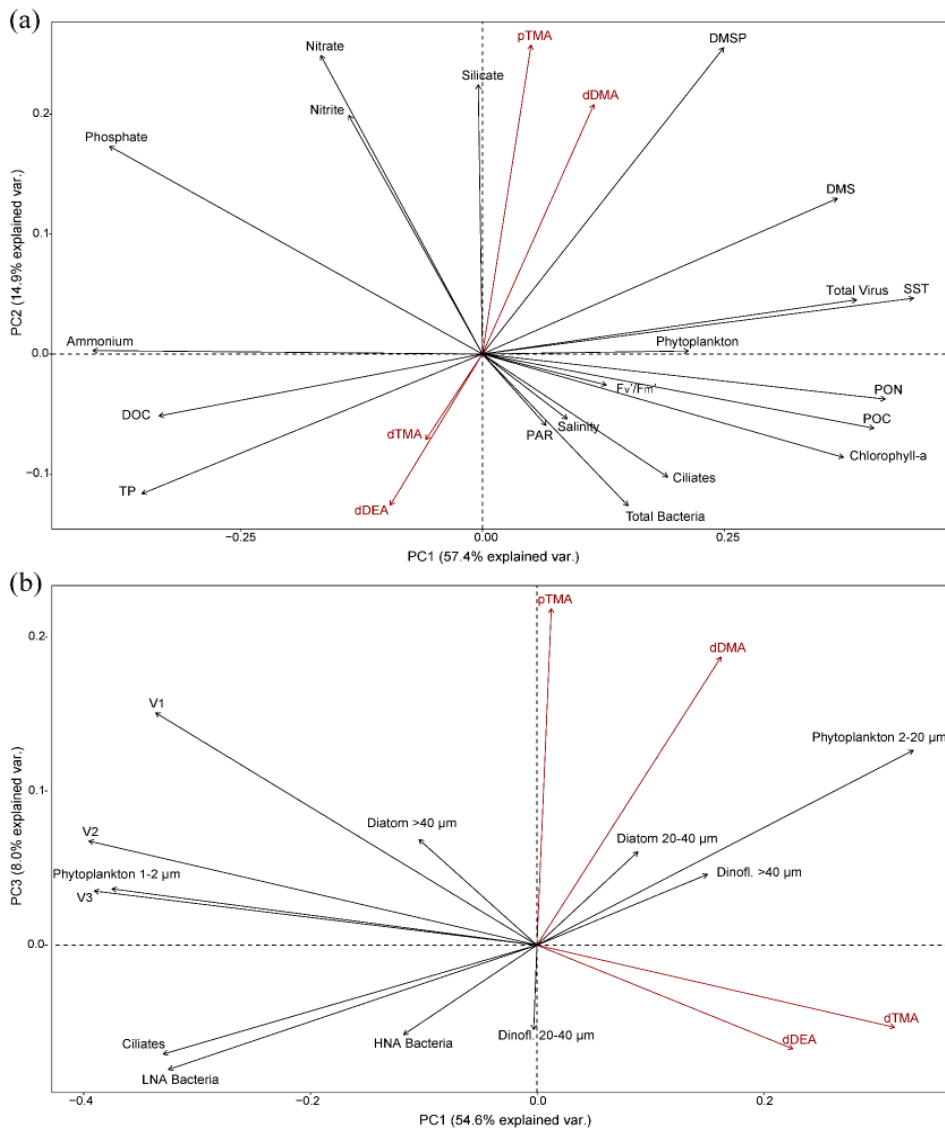 (a)
pTMA
DMSP
Nitrate
Silicate
dDMA
Nitrite
Phosphate
DMS
Total Virus
SST
Ammonium
Phytoplankton
Fv'/Fm'
PON
DOC
POC
dTMA
PAR
Salinity
Chlorophyll-a
TP
Ciliates
dDEA
Total Bacteria
0.2
0.1
0.0
−0.1
PC2 (14.9% explained var.)
−0.25
0.00
0.25
PC1 (57.4% explained var.)
(b)
pTMA
dDMA
V1
Phytoplankton 2-20 µm
Diatom >40 µm
V2
Diatom 20-40 µm
Phytoplankton 1-2 µm
Dinofl. >40 µm
V3
dTMA
Dinofl. 20-40 µm
HNA Bacteria
dDEA
Ciliates
LNA Bacteria
0.2
0.1
0.0
PC3 (8.0% explained var.)
−0.4
−0.2
0.0
0.2
PC1 (54.6% explained var.)